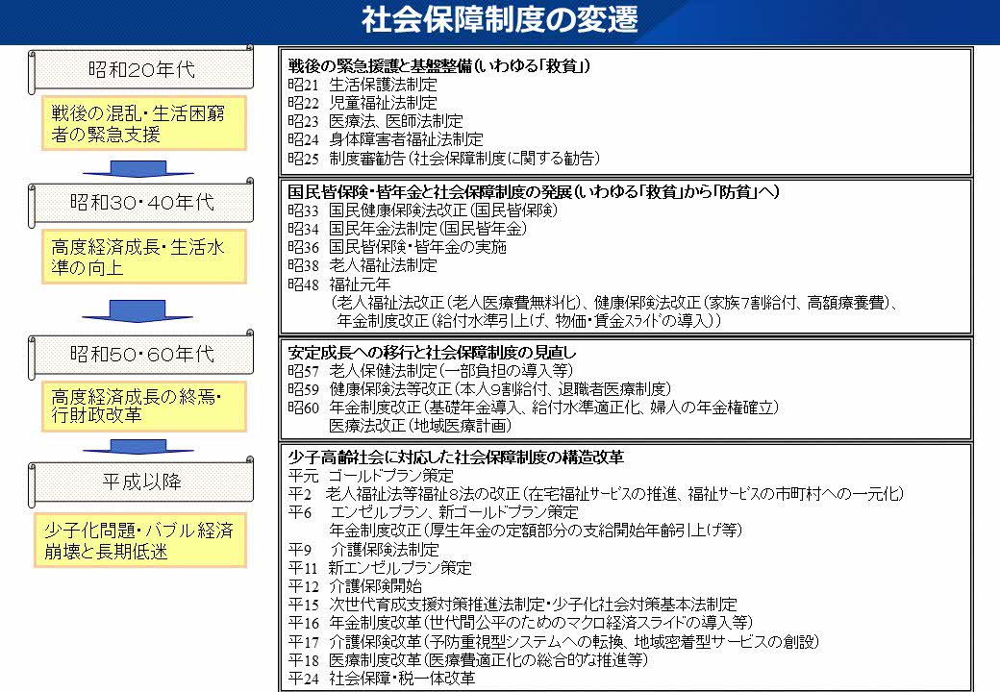 社会保障制度の変遷
昭和20年代
戦後の混乱・生活困窮
者の緊急支援
戦後の緊急援護と基盤整備(いわゆる「救貧」)
昭21 生活保護法制定
昭22 児童福祉法制定
昭23 医療法、医師法制定
昭24 身体障害者福祉法制定
昭25 制度審勧告(社会保障制度に関する勧告)
昭和30・40年代
高度経済成長・生活水
準の向上
国民皆保険・皆年金と社会保障制度の発展(いわゆる「救貧」から「防貧」へ)
昭33 国民健康保険法改正(国民皆保険)
昭34 国民年金法制定(国民皆年金)
昭36 国民皆保険・皆年金の実施
昭38 老人福祉法制定
昭48 福祉元年
(老人福祉法改正(老人医療費無料化)、健康保険法改正(家族7割給付、高額療養費)、
年金制度改正(給付水準引上げ、物価・賃金スライドの導入))
昭和50・60年代
高度経済成長の終焉・
行財政改革
安定成長への移行と社会保障制度の見直し
昭57 老人保健法制定(一部負担の導入等)
昭59 健康保険法等改正(本人9割給付、退職者医療制度)
昭60 年金制度改正(基礎年金導入、給付水準適正化、婦人の年金権確立)
医療法改正(地域医療計画)
平成以降
少子化問題・バブル経済
崩壊と長期低迷
少子高齢社会に対応した社会保障制度の構造改革
平元 ゴールドプラン策定
平2 老人福祉法等福祉8法の改正(在宅福祉サービスの推進、福祉サービスの市町村への一元化)
平6 エンゼルプラン、新ゴールドプラン策定
年金制度改正(厚生年金の定額部分の支給開始年齢引上げ等)
平9 介護保険法制定
平11 新エンゼルプラン策定
平12 介護保険開始
平15 次世代育成支援対策推進法制定・少子化社会対策基本法制定
平16 年金制度改革(世代間公平のためのマクロ経済スライドの導入等)
平17 介護保険改革(予防重視型システムへの転換、地域密着型サービスの創設)
平18 医療制度改革(医療費適正化の総合的な推進等)
平24 社会保障・税一体改革